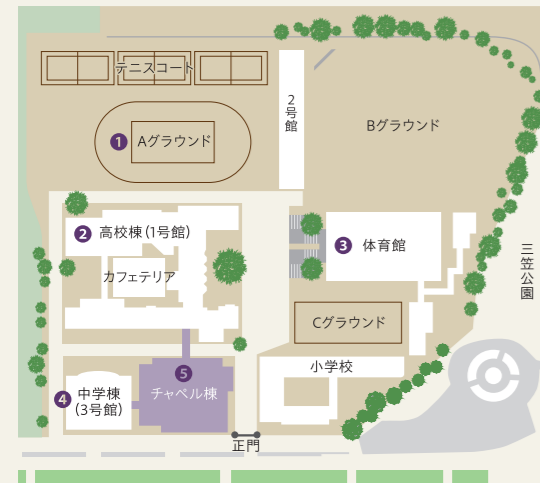 テニスコート
2号館
① Aグラウンド
Bグラウンド
② 高校棟(1号館)
③ 体育館
カフェテリア
三笠公園
Cグラウンド
小学校
⑤
チャペル棟
④ 中学棟
(3号館)
正門